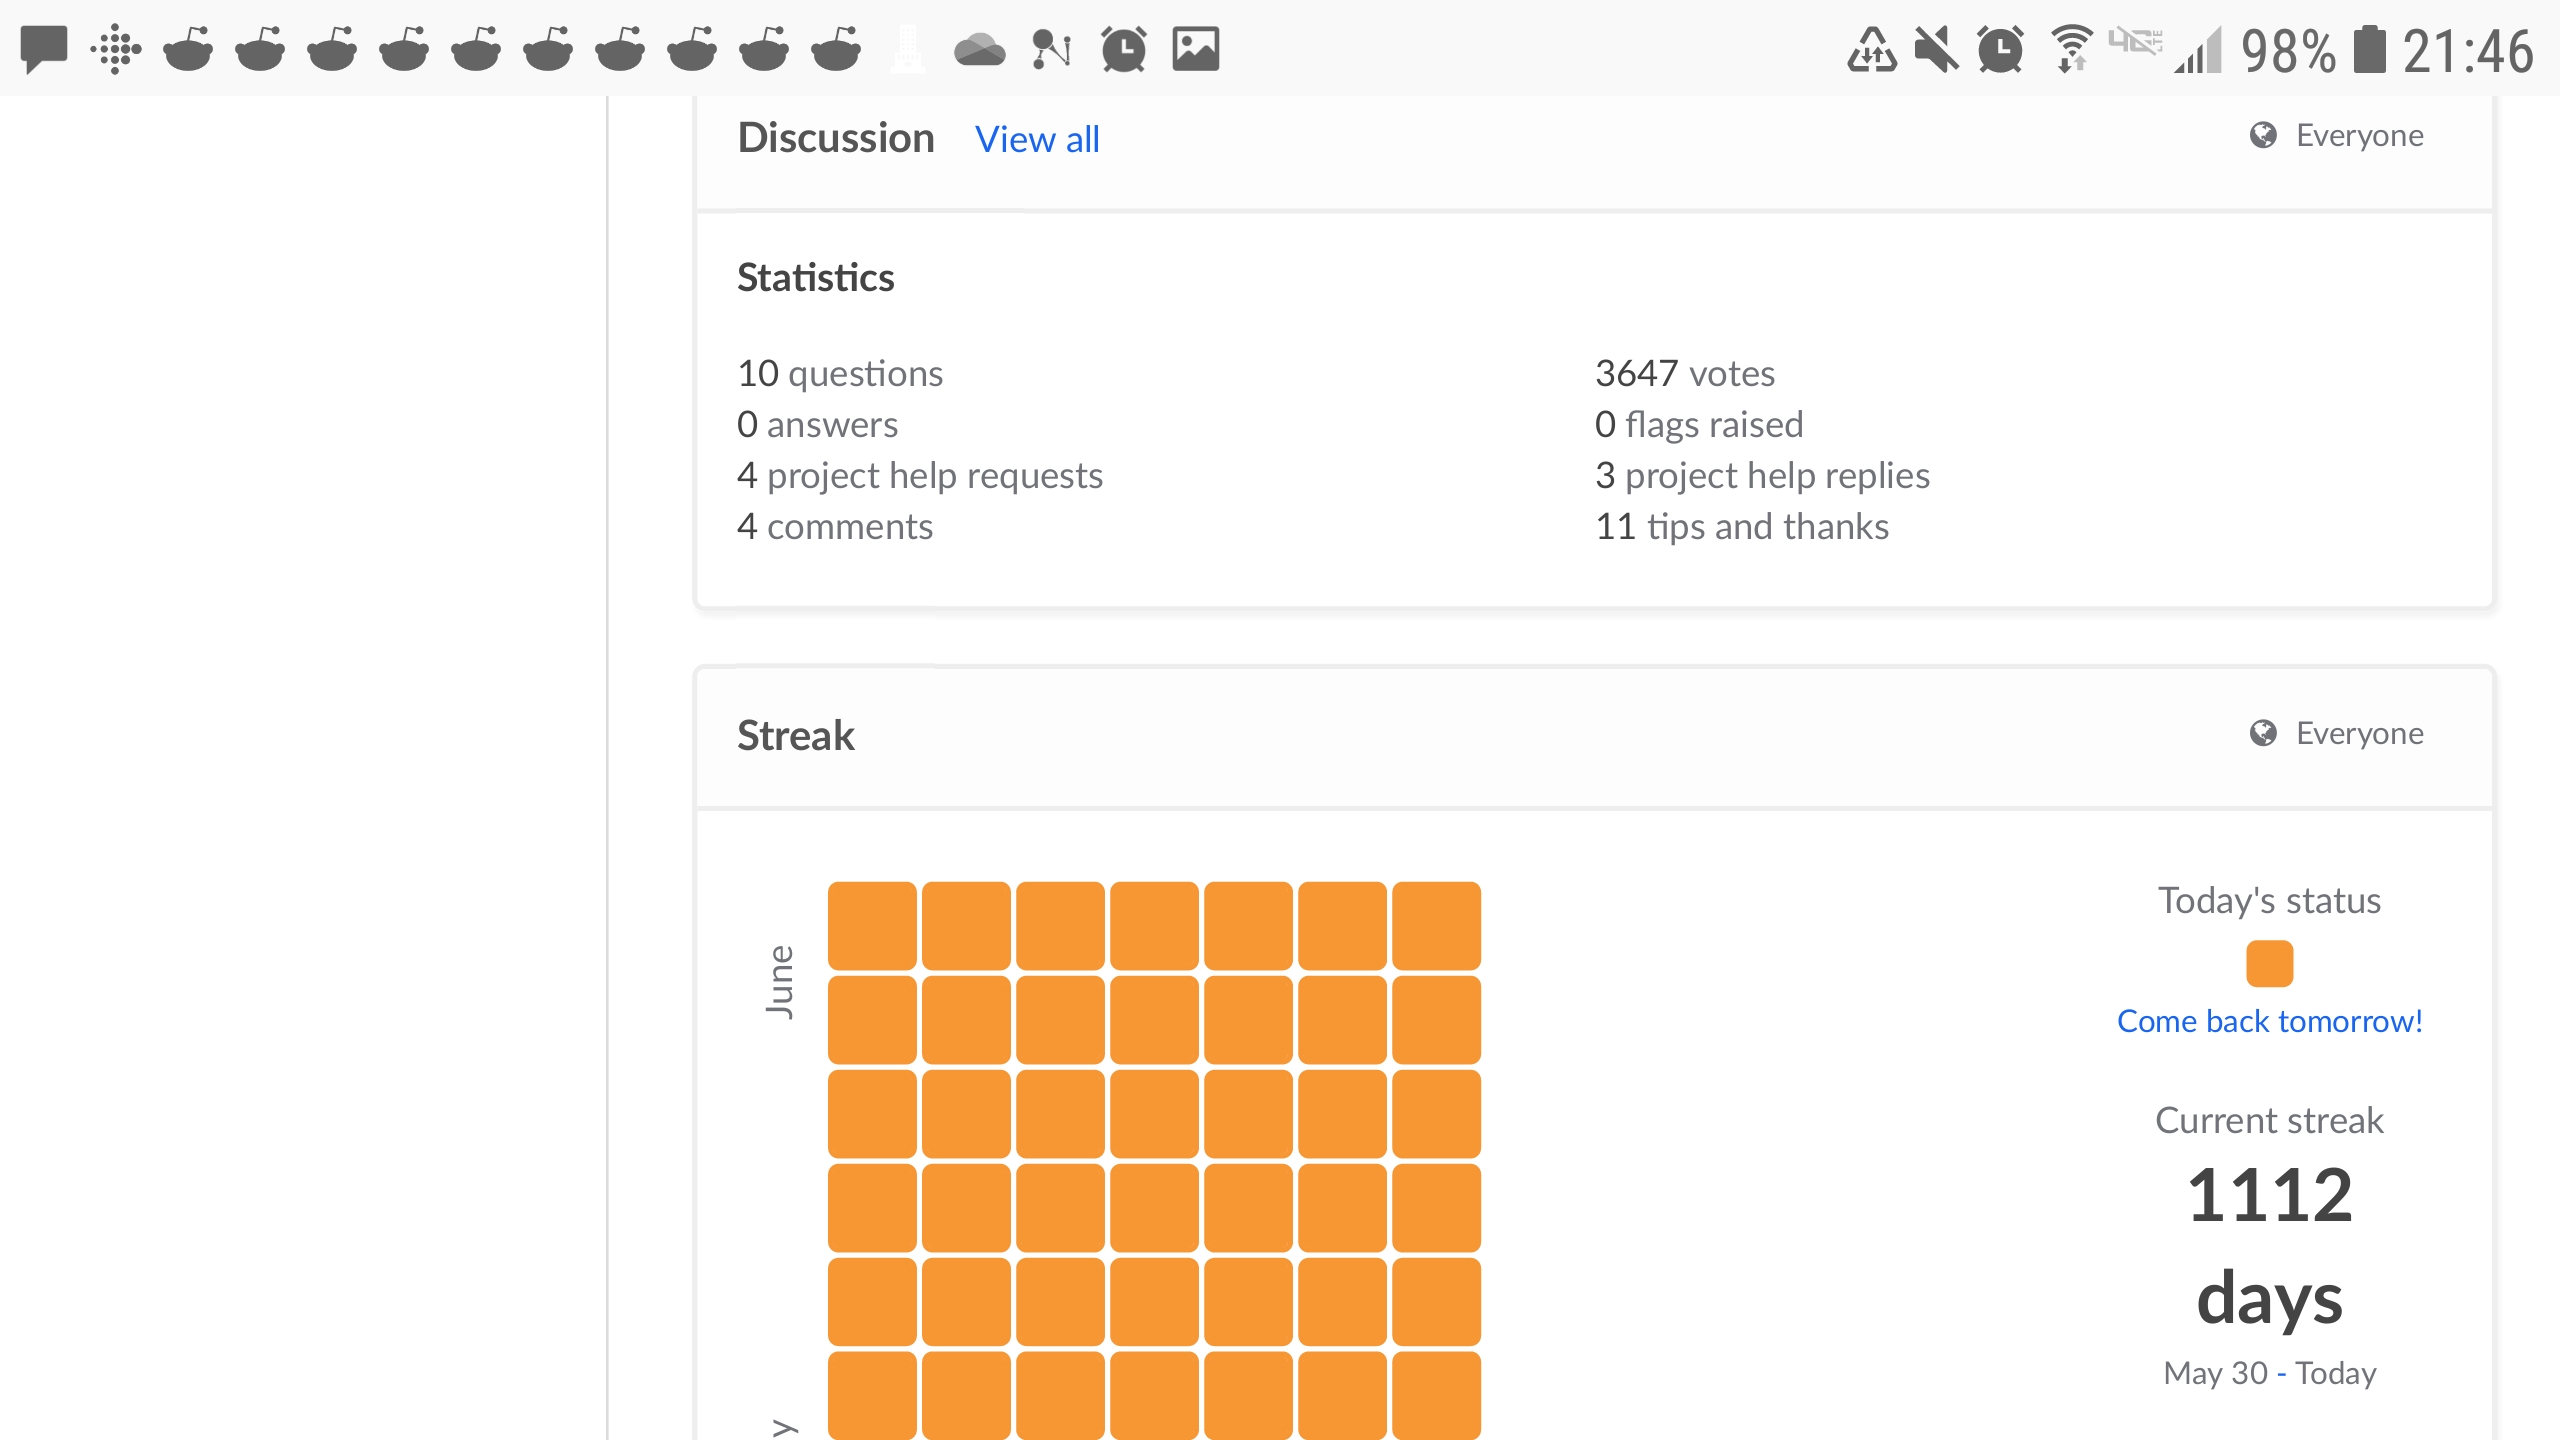 98% 21:46
Discussion View all Everyone
Statistics
10 questions
0 answers
4 project help requests
4 comments
3647 votes
0 flags raised
3 project help replies
11 tips and thanks
Streak Everyone
June
y
Today's status
Come back tomorrow!
Current streak
1112
days
May 30 - Today